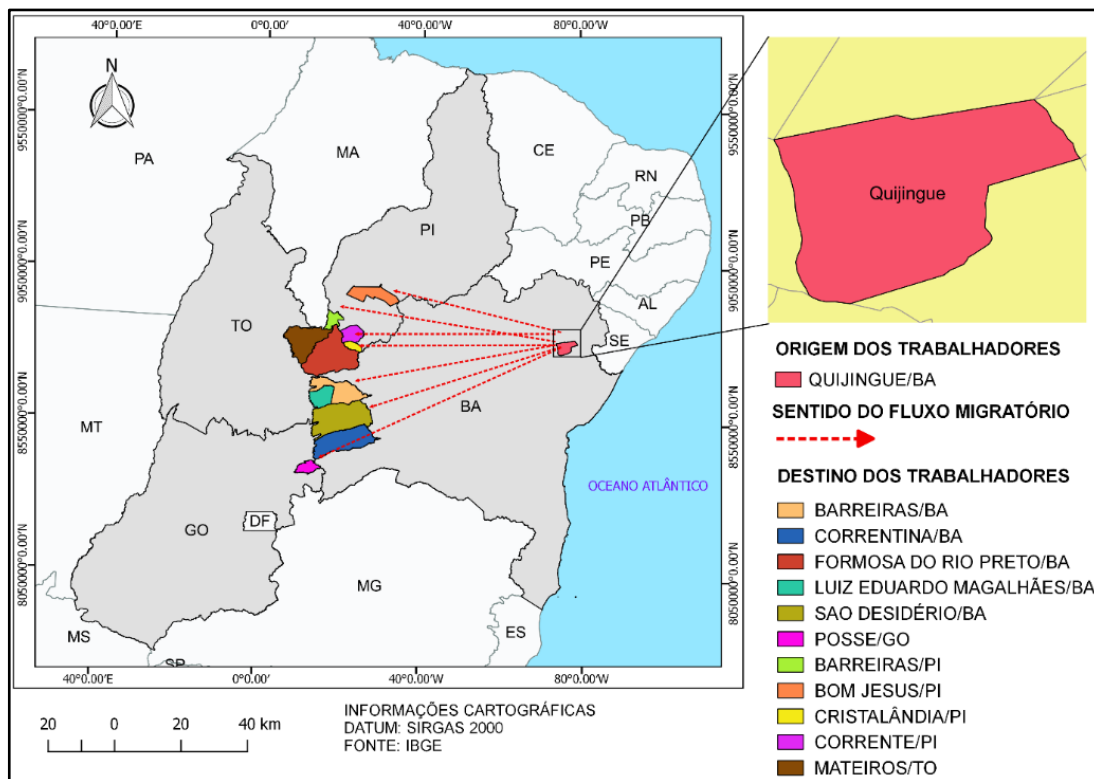 40°0.00'E 0°0.00' 40°0.00'W 80°0.00'W
N
9550000°0.00'N
9050000°0.00'N
8550000°0.00'N
8050000°0.00'N
9550000°0.00'N
9050000°0.00'N
8550000°0.00'N
8050000°0.00'N
PA
MA
CE
RN
PB
PI
PE
AL
TO
SE
BA
MT
OCEANO ATLÂNTICO
GO
DF
MG
MS
ES
SP
40°0.00'E 0°0.00' 40°0.00'W 80°0.00'W
20 0 20 40 km
INFORMAÇÕES CARTOGRÁFICAS
DATUM: SIRGAS 2000
FONTE: IBGE
Quijingue
ORIGEM DOS TRABALHADORES
QUIJINGUE/BA
SENTIDO DO FLUXO MIGRATÓRIO
DESTINO DOS TRABALHADORES
BARREIRAS/BA
CORRENTINA/BA
FORMOSA DO RIO PRETO/BA
LUIZ EDUARDO MAGALHÃES/BA
SAO DESIDÉRIO/BA
POSSE/GO
BARREIRAS/PI
BOM JESUS/PI
CRISTALÂNDIA/PI
CORRENTE/PI
MATEIROS/TO